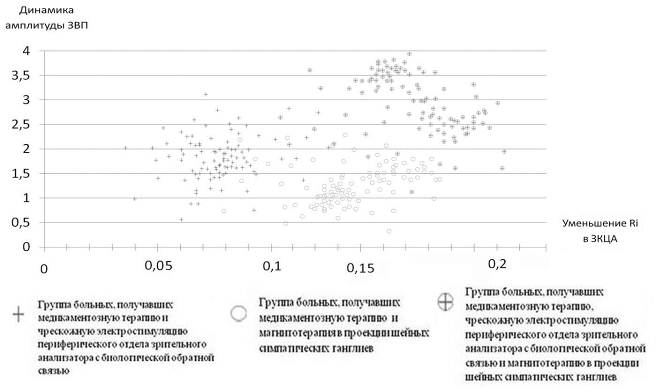 Динамика
амплитуды ЗВП
4
3,5
3
2,5
2
1,5
1
0,5
0
0
0,05
0,1
0,15
0,2
Уменьшение Ri
в ЗКЦА
Группа больных, получавших
медикаментозную терапию и
чрескожную электростимуляцию
периферического отдела зрительного
анализатора с биологической обратной
связью
Группа больных, получавших
медикаментозную терапию и
магнитотерапия в проекции шейных
симпатических ганглиев
Группа больных, получавших
медикаментозную терапию,
чрескожную электростимуляцию
периферического отдела зрительного
анализатора с биологической обратной
связью и магнитотерапию в проекции
шейных симпатических ганглиев